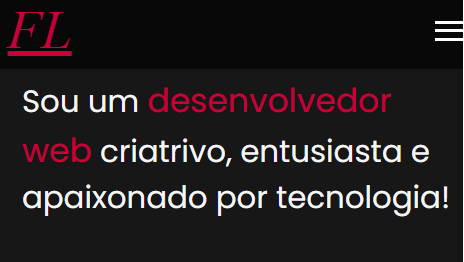 FL
Sou um desenvolvedor
web criatrivo, entusiasta e
apaixonado por tecnologia!